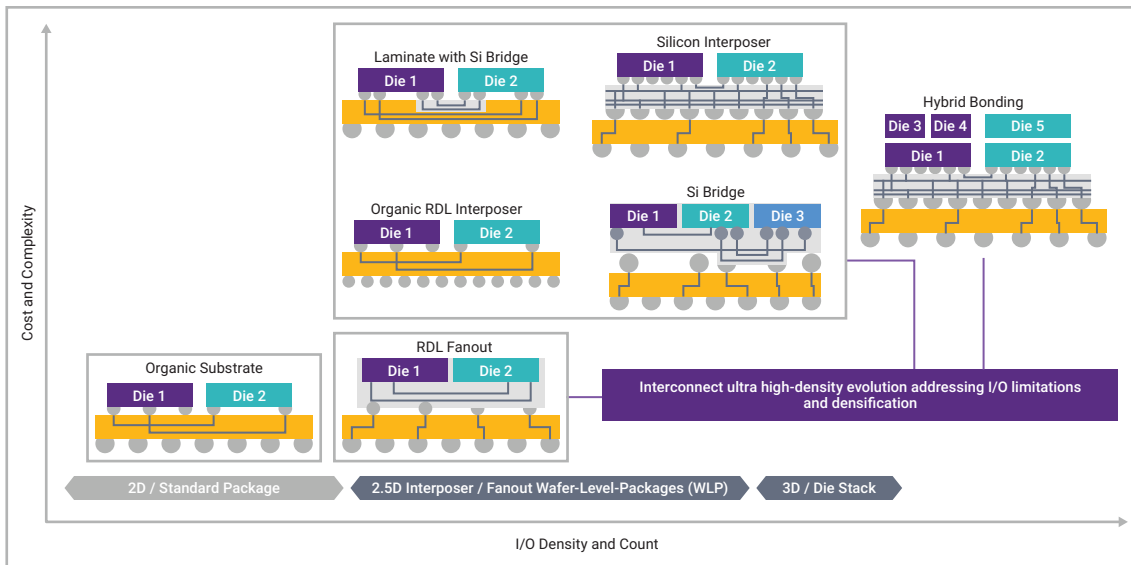 Cost and Complexity
Laminate with Si Bridge
Die 1
Die 2
Silicon Interposer
Die 1
Die 2
Hybrid Bonding
Die 3
Die 4
Die 5
Die 1
Die 2
Organic RDL Interposer
Die 1
Die 2
Si Bridge
Die 1
Die 2
Die 3
Organic Substrate
Die 1
Die 2
RDL Fanout
Die 1
Die 2
Interconnect ultra high-density evolution addressing I/O limitations
and densification
2D / Standard Package
2.5D Interposer / Fanout Wafer-Level-Packages (WLP)
3D / Die Stack
I/O Density and Count